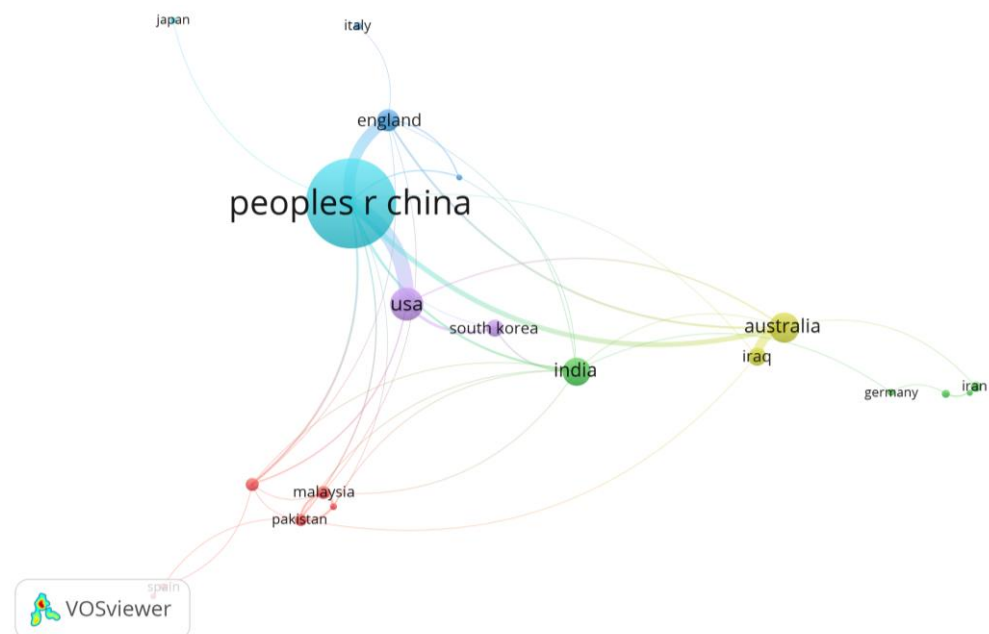 japan
italy
england
peoples r china
usa
south korea
australia
iraq
india
germany
iran
malaysia
pakistan
spain
VOSviewer